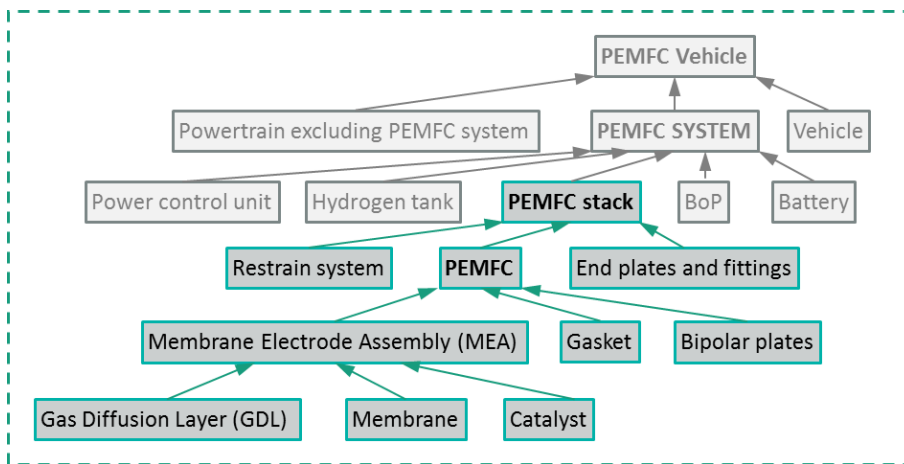 PEMFC Vehicle
Powertrain excluding PEMFC system
PEMFC SYSTEM
Vehicle
Power control unit
Hydrogen tank
PEMFC stack
BoP
Battery
Restrain system
PEMFC
End plates and fittings
Membrane Electrode Assembly (MEA)
Gasket
Bipolar plates
Gas Diffusion Layer (GDL)
Membrane
Catalyst